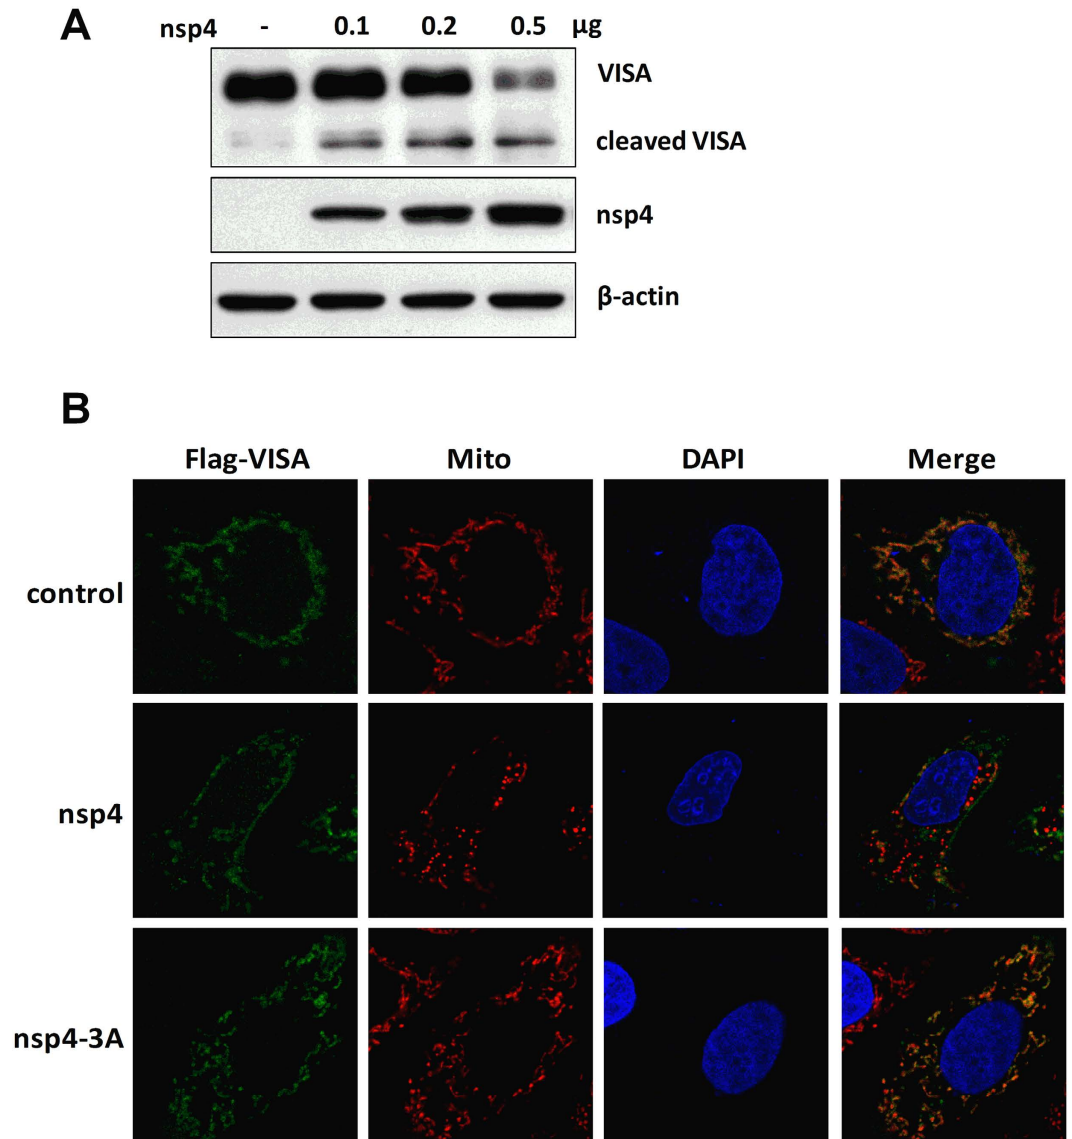 A
nsp4 - 0.1 0.2 0.5 μg
VISA
cleaved VISA
nsp4
β-actin
B
Flag-VISA Mito DAPI Merge
control
nsp4
nsp4-3A